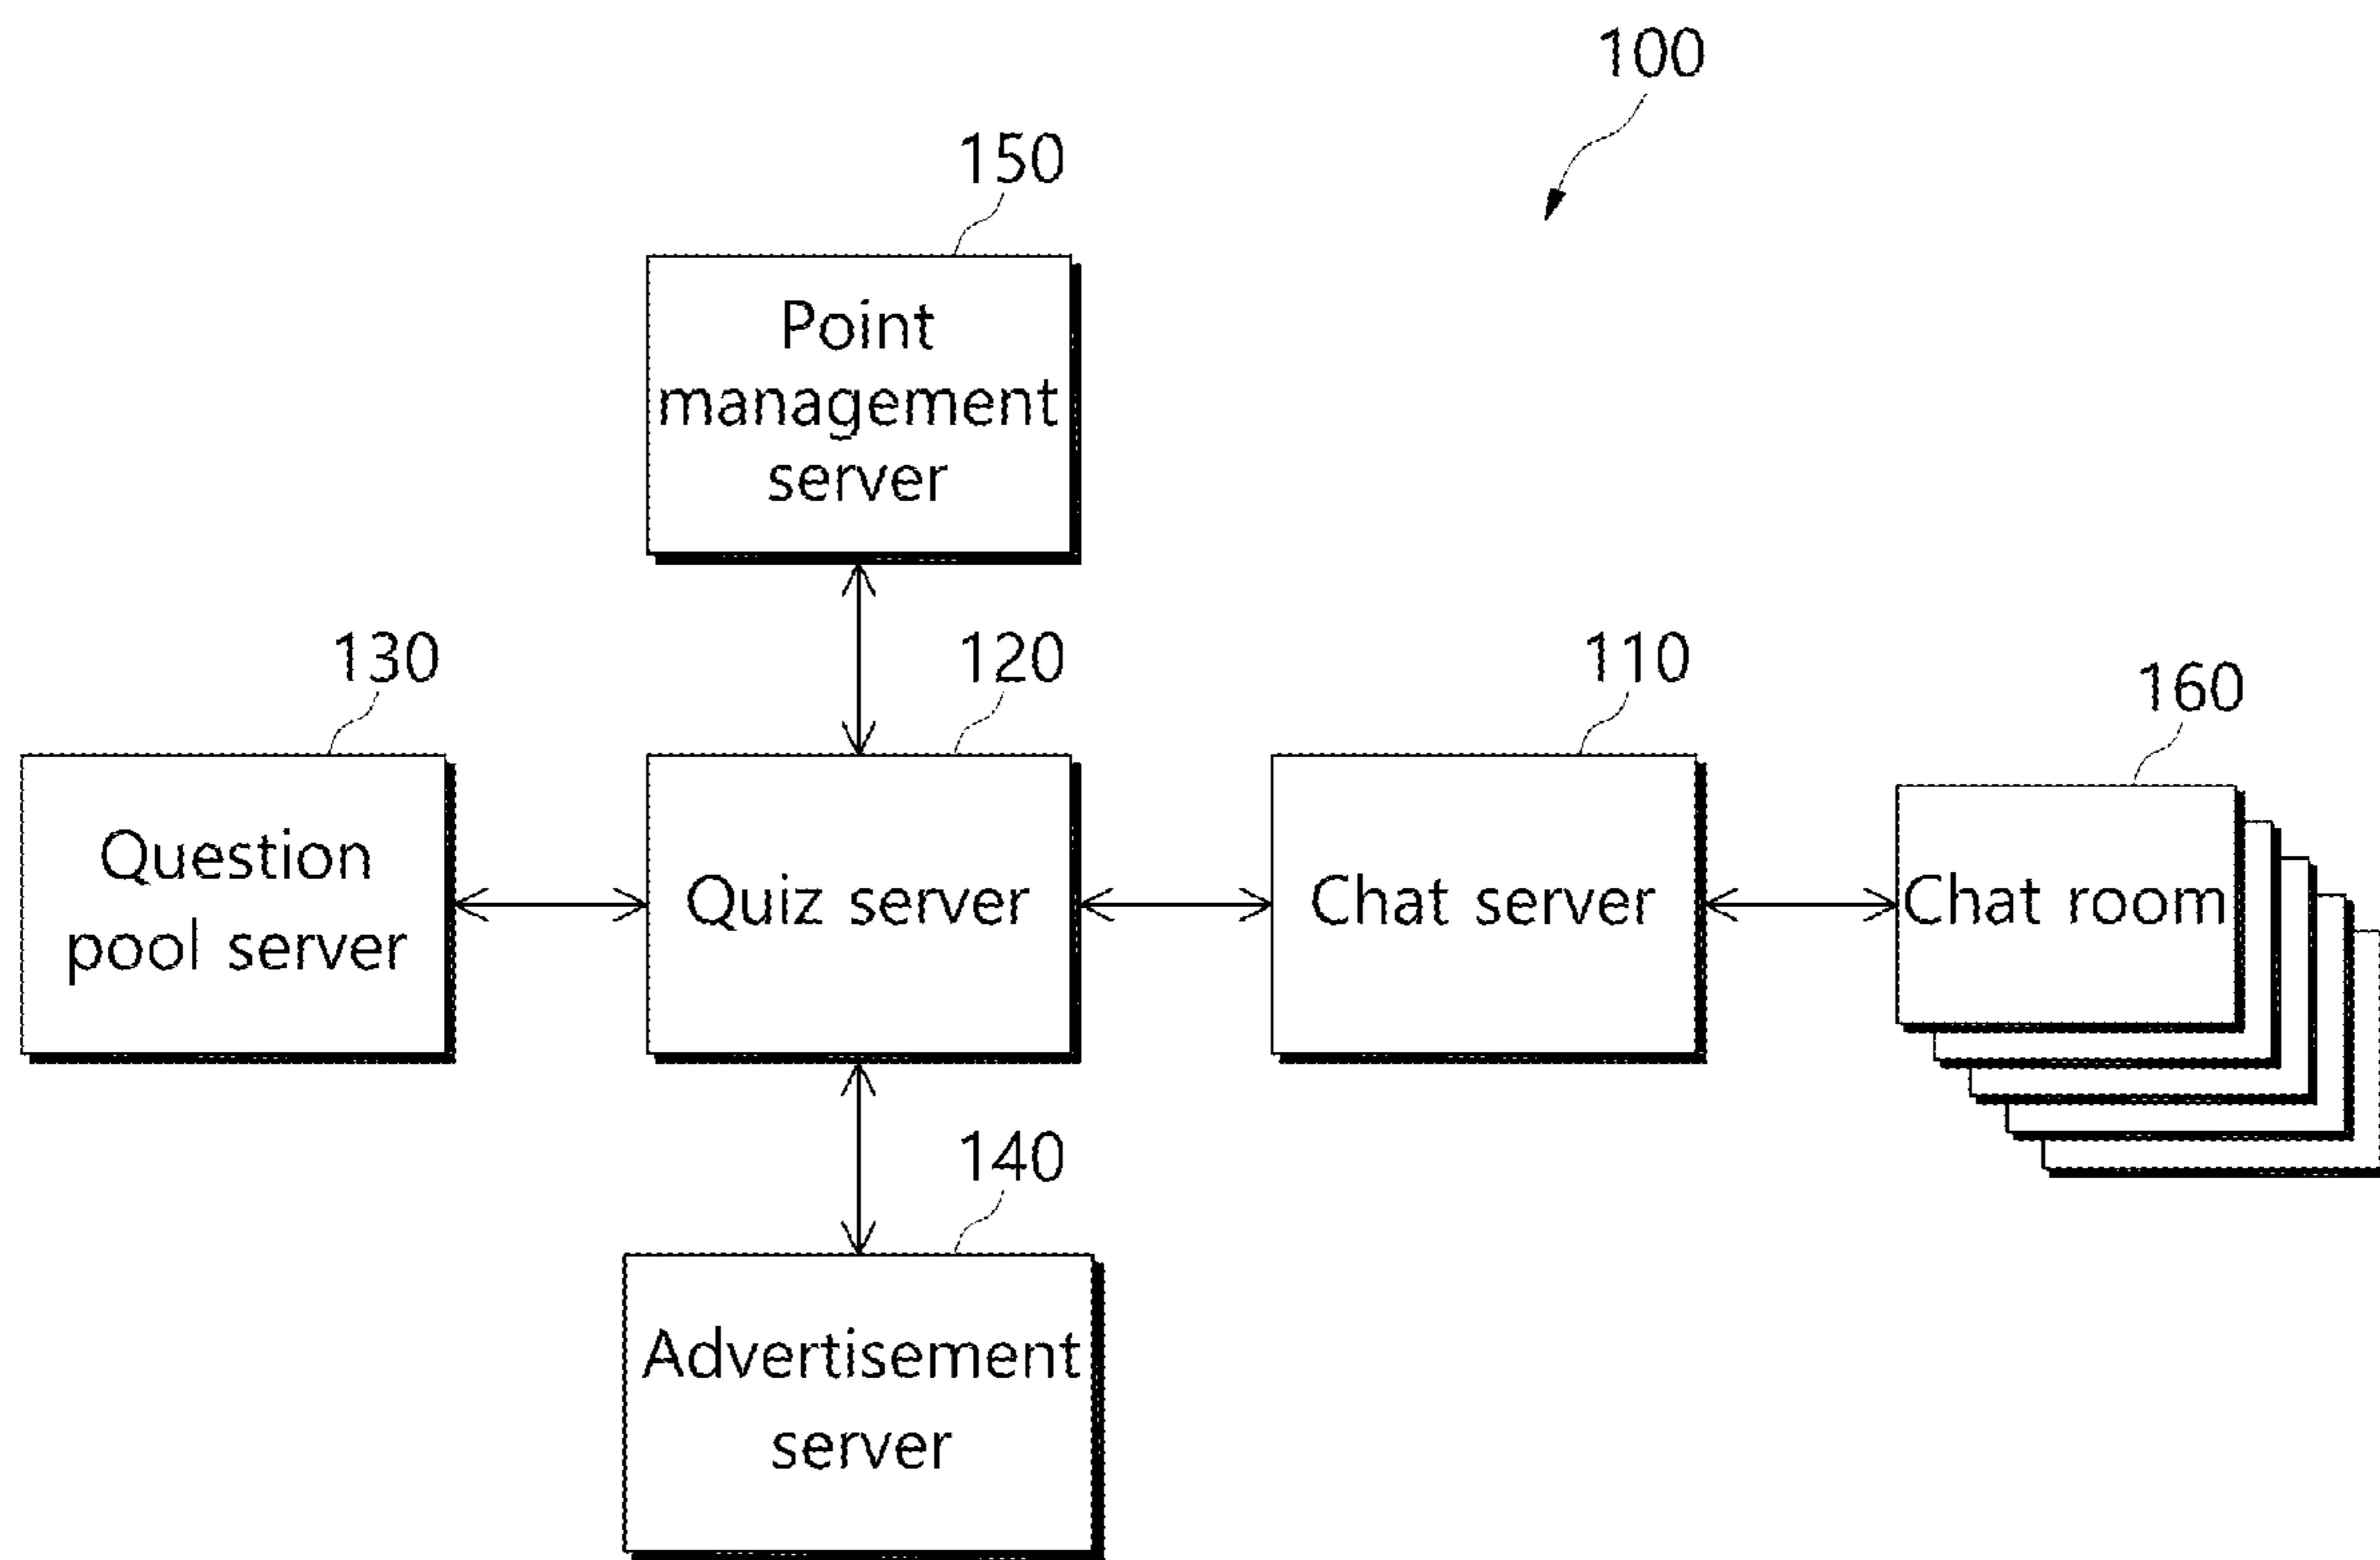 100
150
Point
management
server
130
120
110
160
Question
pool server
Quiz server
Chat server
Chat room
140
Advertisement
server